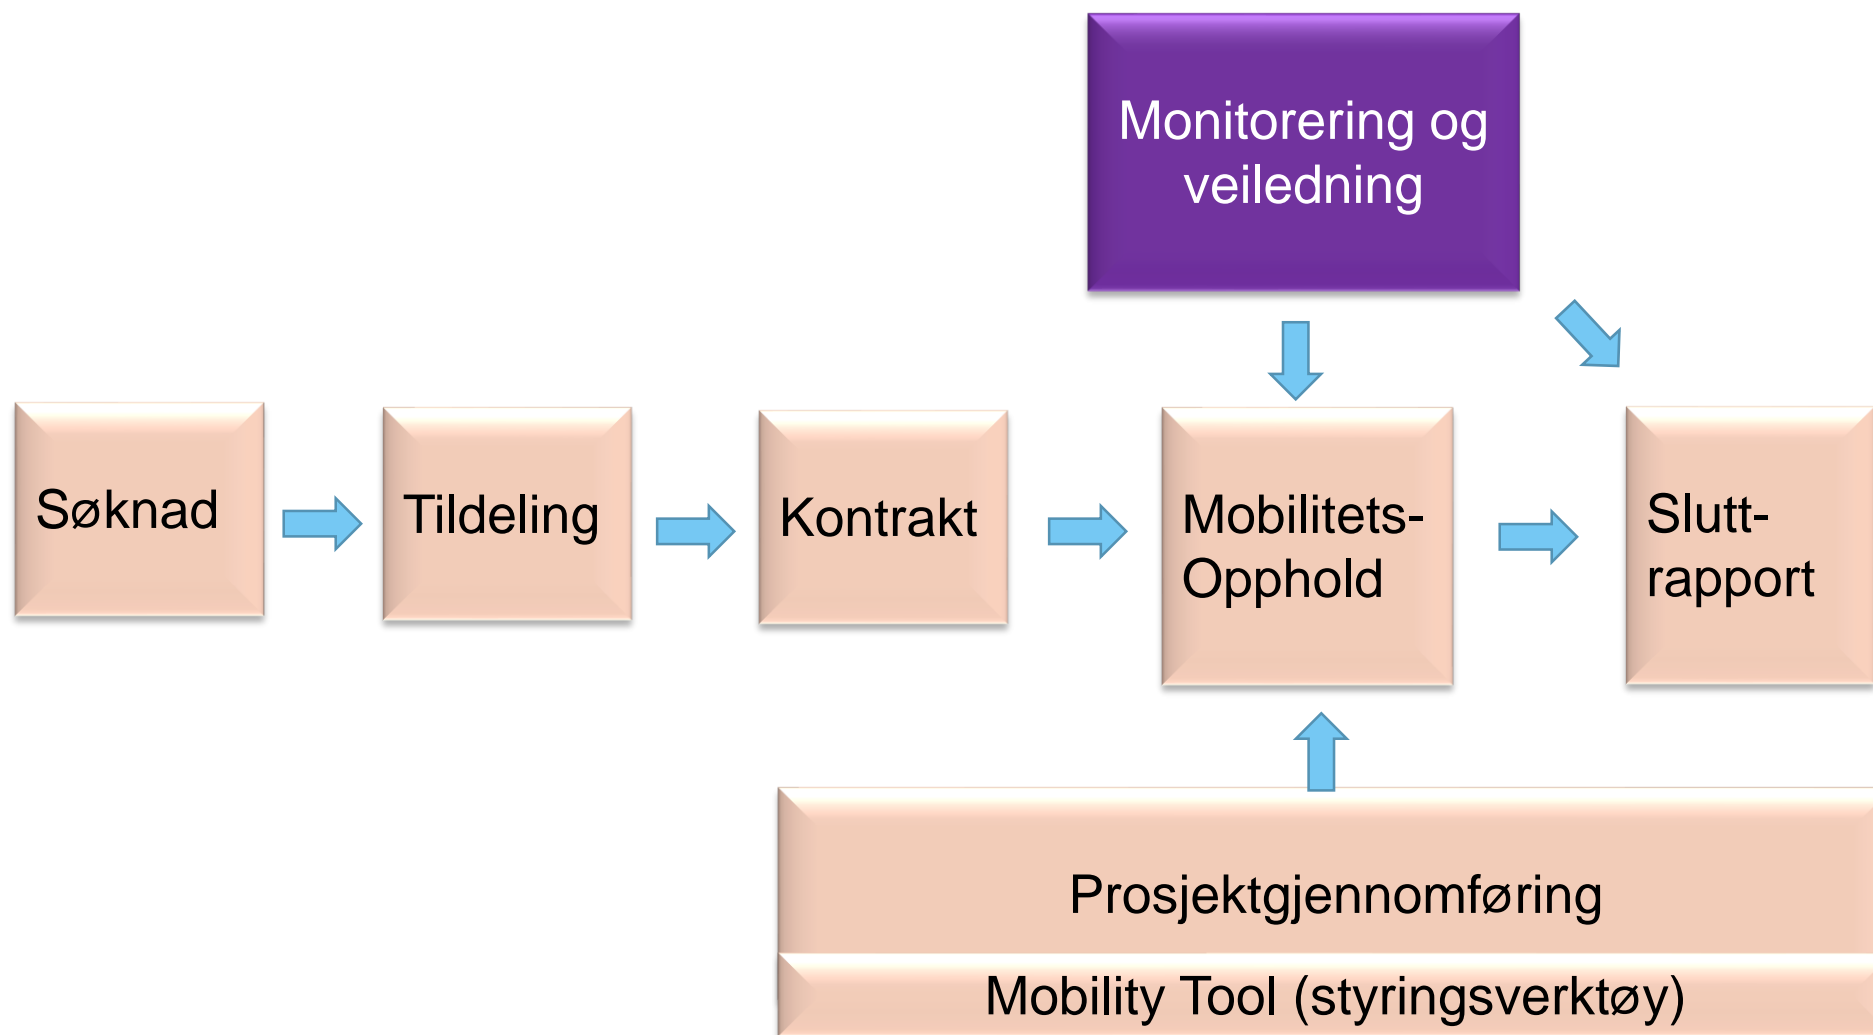 Monitorering og
veiledning
Søknad
Tildeling
Kontrakt
Mobilitets-
Opphold
Slutt-
rapport
Prosjektgjennomføring
Mobility Tool (styringsverktøy)